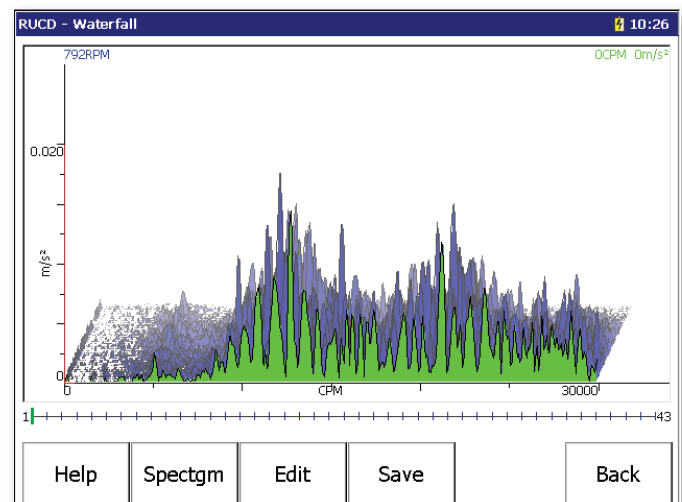 RUCD - Waterfall 10:26
792RPM 0CPM 0m/s²
0.020
m/s²
0
0 CPM 30000
1 43
Help Spectgm Edit Save Back